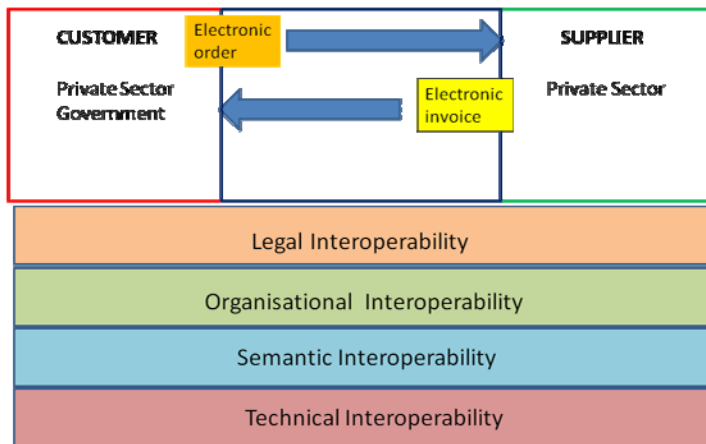 CUSTOMER
Private Sector
Government
Electronic
order
Electronic
invoice
SUPPLIER
Private Sector
Legal Interoperability
Organisational Interoperability
Semantic Interoperability
Technical Interoperability